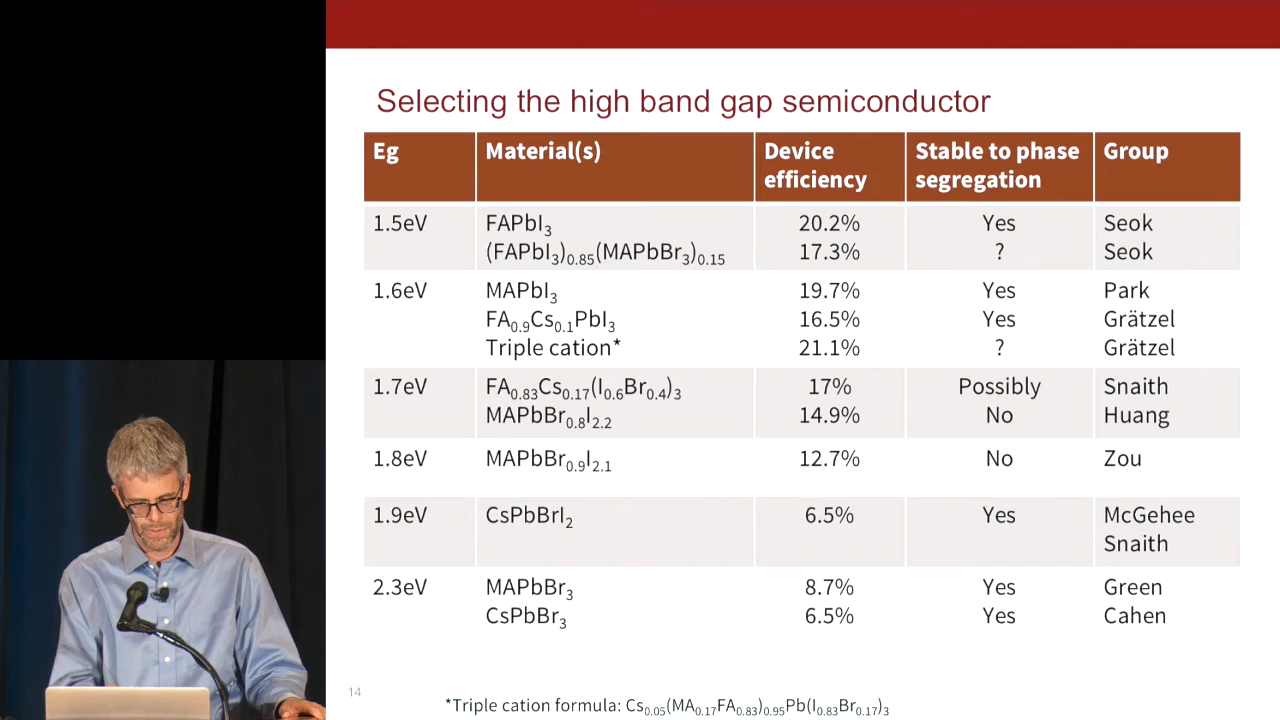 Selecting the high band gap semiconductor
Eg Material(s) Device efficiency Stable to phase segregation Group
1.5eV FAPbI₃ 20.2% Yes Seok
(FAPbI₃)₀.₈₅(MAPbBr₃)₀.₁₅ 17.3% ? Seok
1.6eV MAPbI₃ 19.7% Yes Park
FA₀.₉Cs₀.₁PbI₃ 16.5% Yes Grätzel
Triple cation* 21.1% ? Grätzel
1.7eV FA₀.₈₃Cs₀.₁₇(I₀.₆Br₀.₄)₃ 17% Possibly Snaith
MAPbBr₀.₈I₂.₂ 14.9% No Huang
1.8eV MAPbBr₀.₉I₂.₁ 12.7% No Zou
1.9eV CsPbBrI₂ 6.5% Yes McGehee
Snaith
2.3eV MAPbBr₃ 8.7% Yes Green
CsPbBr₃ 6.5% Yes Cahen
14
*Triple cation formula: Cs₀.₀₅(MA₀.₁₇FA₀.₈₃)₀.₉₅Pb(I₀.₈₃Br₀.₁₇)₃